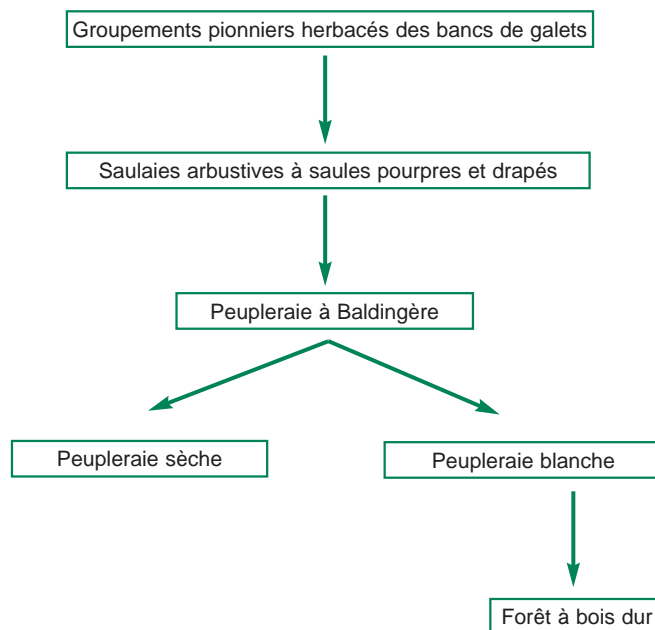 Groupements pionniers herbacés des bancs de galets
Saulaies arbustives à saules pourpres et drapés
Peupleraie à Baldingère
Peupleraie sèche
Peupleraie blanche
Forêt à bois dur